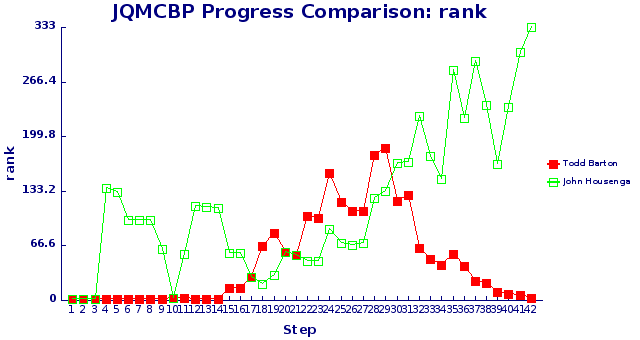 JQMCBP Progress Comparison: rank
333
266.4
199.8
133.2
66.6
0
rank
1 2 3 4 5 6 7 8 9 10 11 12 13 14 15 16 17 18 19 20 21 22 23 24 25 26 27 28 29 30 31 32 33 34 35 36 37 38 39 40 41 42
Step
Todd Barton
John Housenga